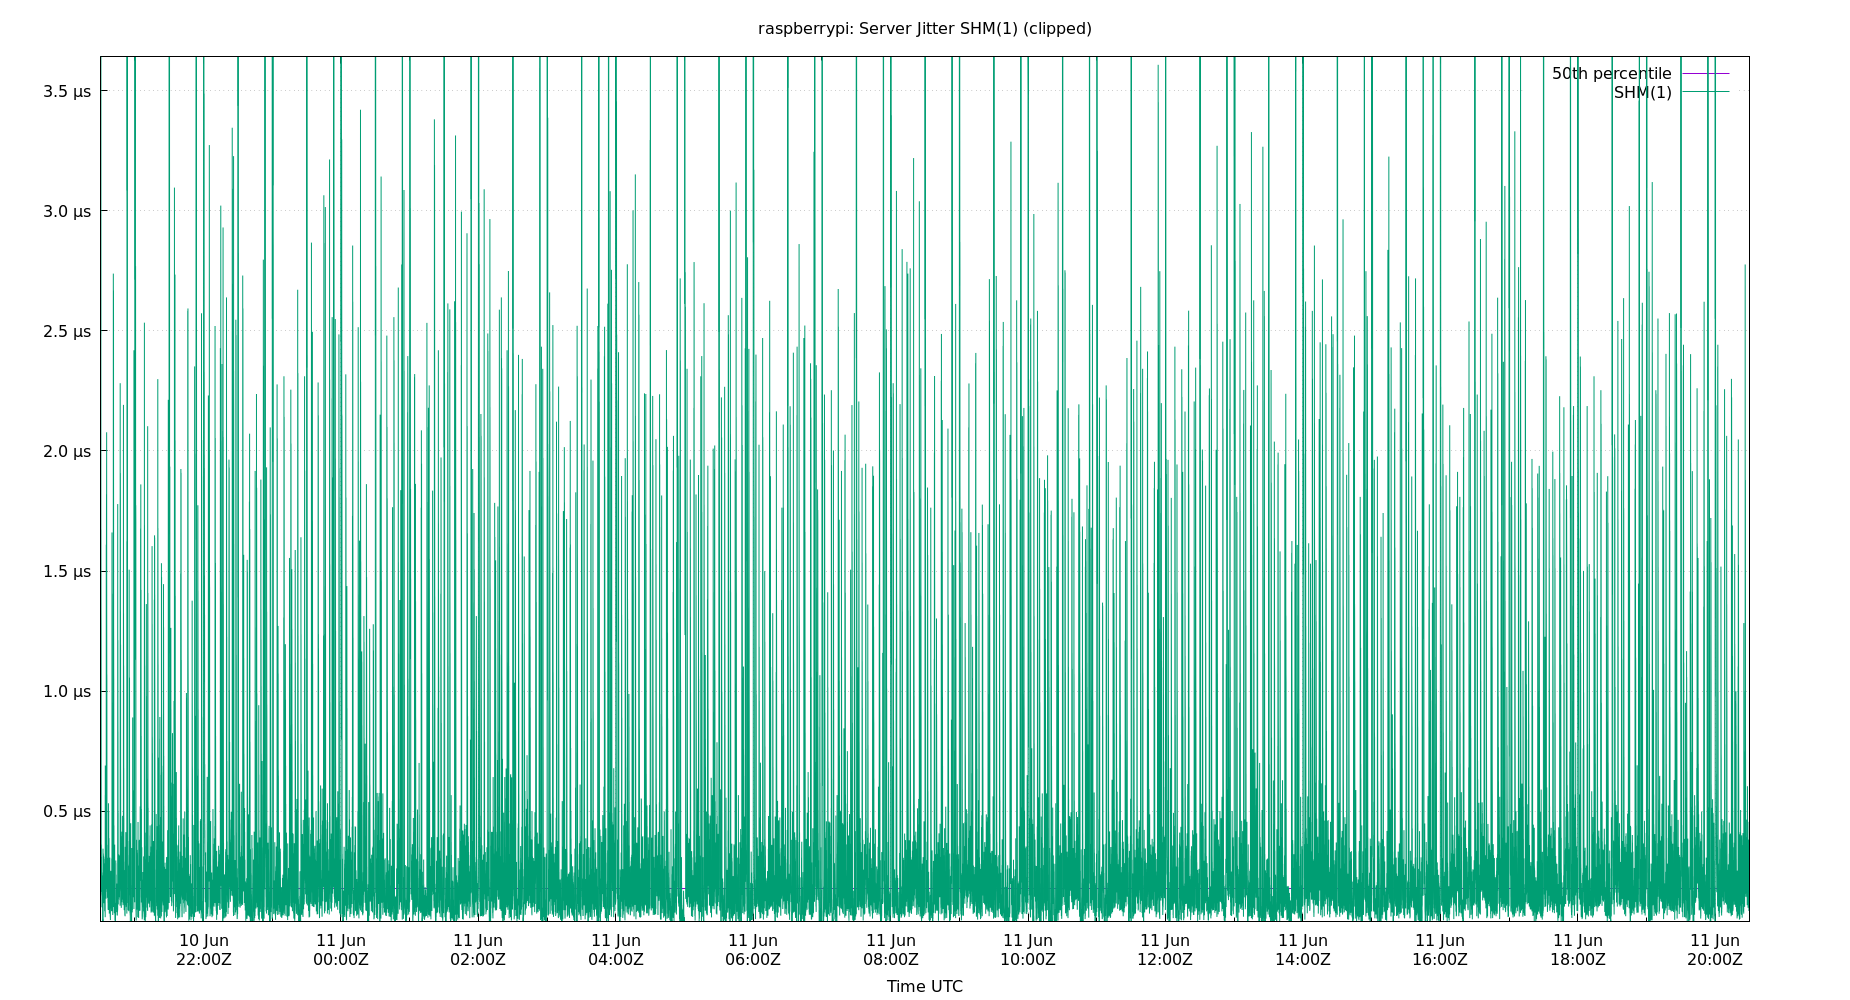 raspberrypi: Server Jitter SHM(1) (clipped)
50th percentile
SHM(1)
3.5 µs
3.0 µs
2.5 µs
2.0 µs
1.5 µs
1.0 µs
0.5 µs
10 Jun 11 Jun 11 Jun 11 Jun 11 Jun 11 Jun 11 Jun 11 Jun 11 Jun 11 Jun 11 Jun 11 Jun
22:00Z 00:00Z 02:00Z 04:00Z 06:00Z 08:00Z 10:00Z 12:00Z 14:00Z 16:00Z 18:00Z 20:00Z
Time UTC